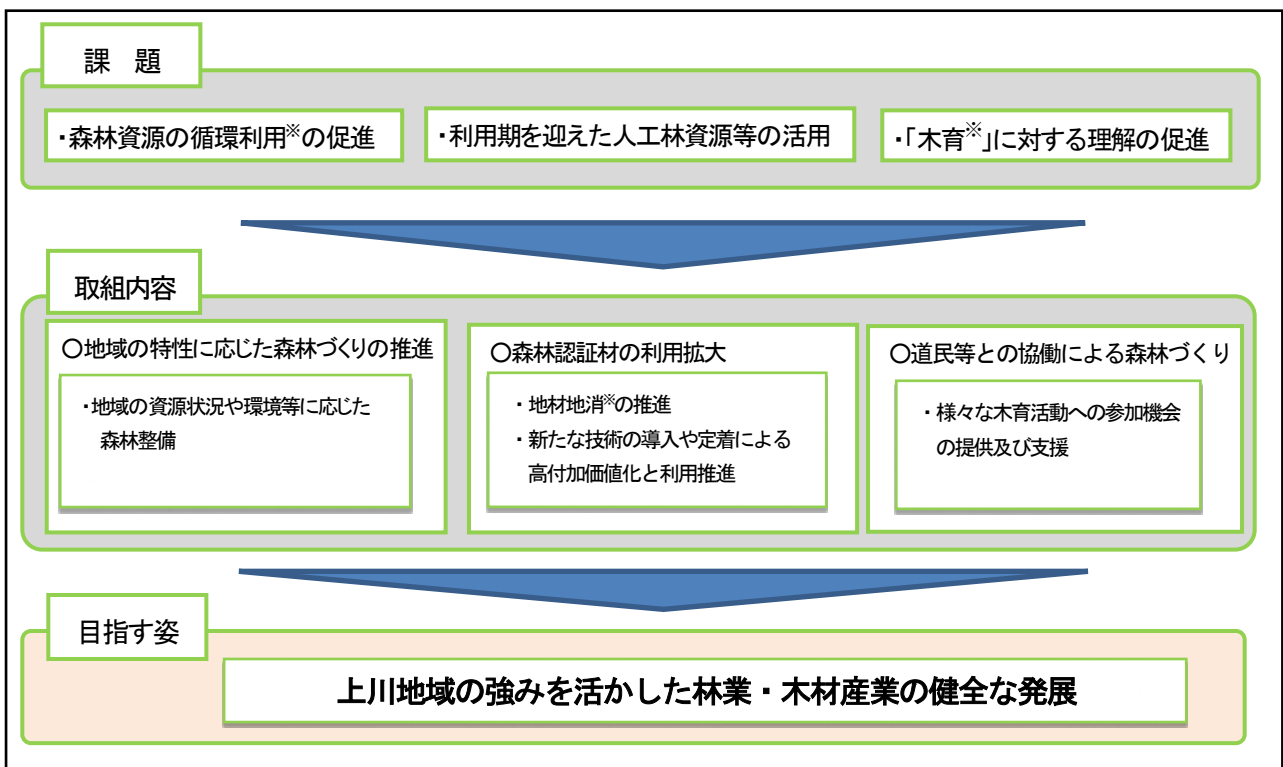 課 題
・森林資源の循環利用※の促進
・利用期を迎えた人工林資源等の活用
・「木育※」に対する理解の促進
取組内容
○地域の特性に応じた森林づくりの推進
・地域の資源状況や環境等に応じた
森林整備
○森林認証材の利用拡大
・地材地消※の推進
・新たな技術の導入や定着による
高付加価値化と利用推進
○道民等との協働による森林づくり
・様々な木育活動への参加機会
の提供及び支援
目指す姿
上川地域の強みを活かした林業・木材産業の健全な発展